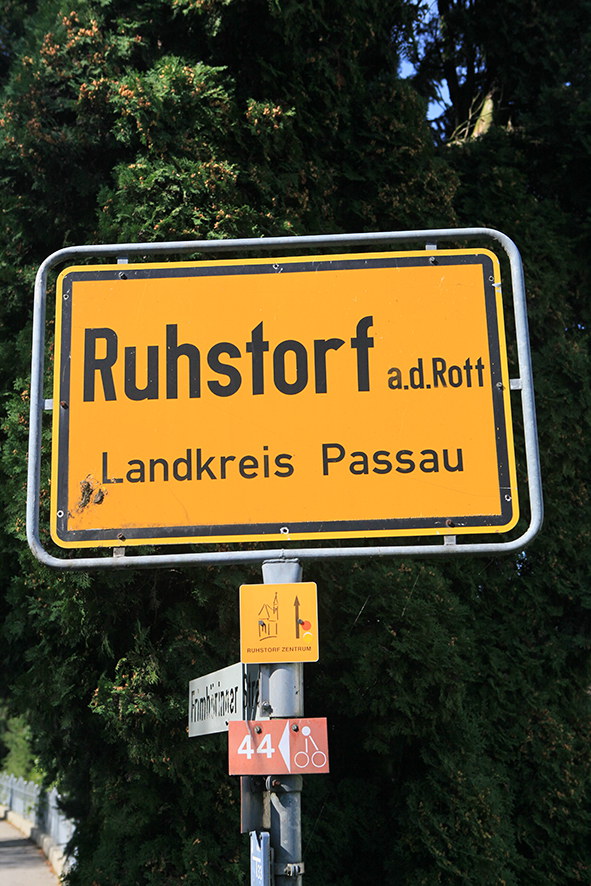 Ruhstorf a.d.Rott
Landkreis Passau
RUHSTORF ZENTRUM
44